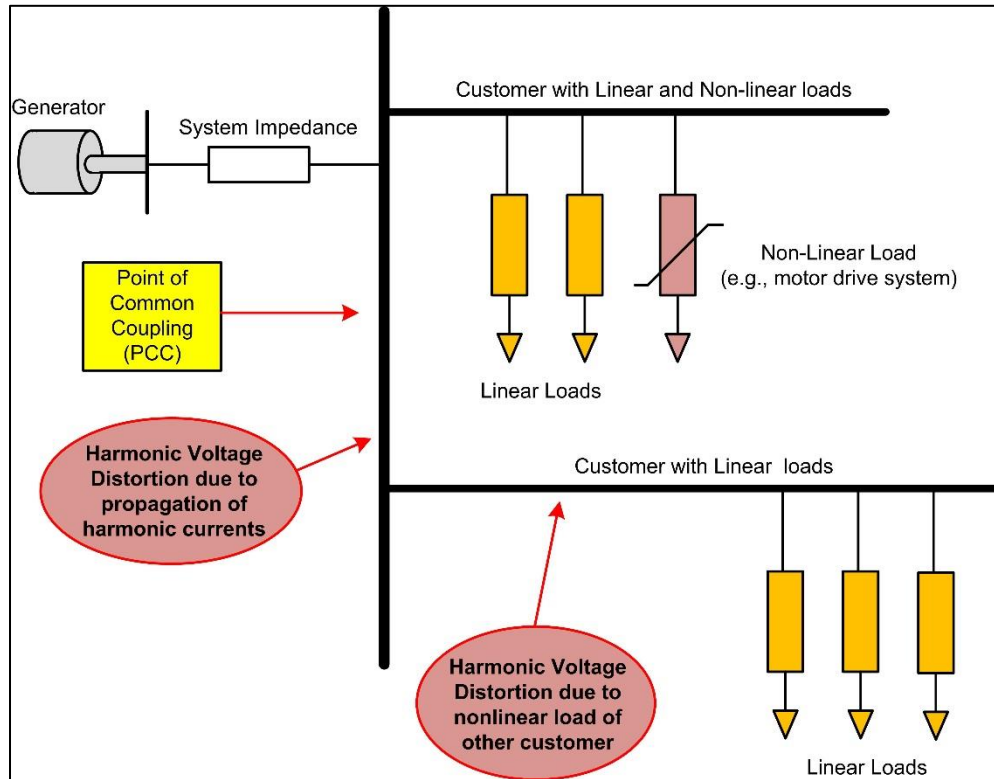 Generator
System Impedance
Customer with Linear and Non-linear loads
Point of
Common
Coupling
(PCC)
Non-Linear Load
(e.g., motor drive system)
Linear Loads
Harmonic Voltage
Distortion due to
propagation of
harmonic currents
Customer with Linear loads
Harmonic Voltage
Distortion due to
nonlinear load of
other customer
Linear Loads